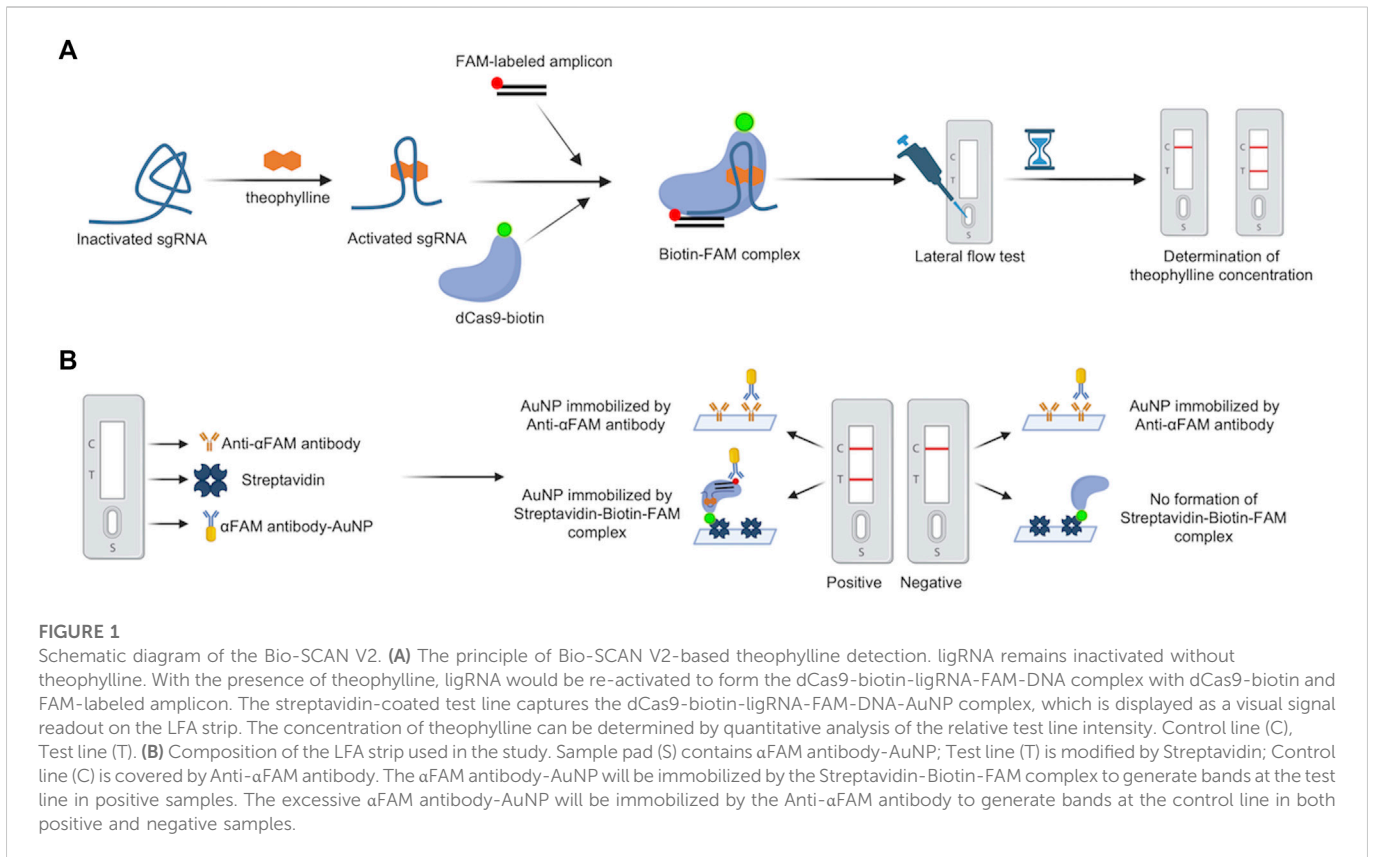 A
FAM-labeled amplicon
theophylline
Inactivated sgRNA
Activated sgRNA
dCas9-biotin
Biotin-FAM complex
C
T
S
Lateral flow test
C
T
S
C
T
S
Determination of
theophylline concentration
B
C
T
S
Anti-αFAM antibody
Streptavidin
αFAM antibody-AuNP
AuNP immobilized by
Anti-αFAM antibody
AuNP immobilized by
Streptavidin-Biotin-FAM
complex
C
T
S
Positive
C
T
S
Negative
AuNP immobilized by
Anti-αFAM antibody
No formation of
Streptavidin-Biotin-FAM
complex
FIGURE 1
Schematic diagram of the Bio-SCAN V2. (A) The principle of Bio-SCAN V2-based theophylline detection. ligRNA remains inactivated without
theophylline. With the presence of theophylline, ligRNA would be re-activated to form the dCas9-biotin-ligRNA-FAM-DNA complex with dCas9-biotin and
FAM-labeled amplicon. The streptavidin-coated test line captures the dCas9-biotin-ligRNA-FAM-DNA-AuNP complex, which is displayed as a visual signal
readout on the LFA strip. The concentration of theophylline can be determined by quantitative analysis of the relative test line intensity. Control line (C),
Test line (T). (B) Composition of the LFA strip used in the study. Sample pad (S) contains αFAM antibody-AuNP; Test line (T) is modified by Streptavidin; Control
line (C) is covered by Anti-αFAM antibody. The αFAM antibody-AuNP will be immobilized by the Streptavidin-Biotin-FAM complex to generate bands at the test
line in positive samples. The excessive αFAM antibody-AuNP will be immobilized by the Anti-αFAM antibody to generate bands at the control line in both
positive and negative samples.